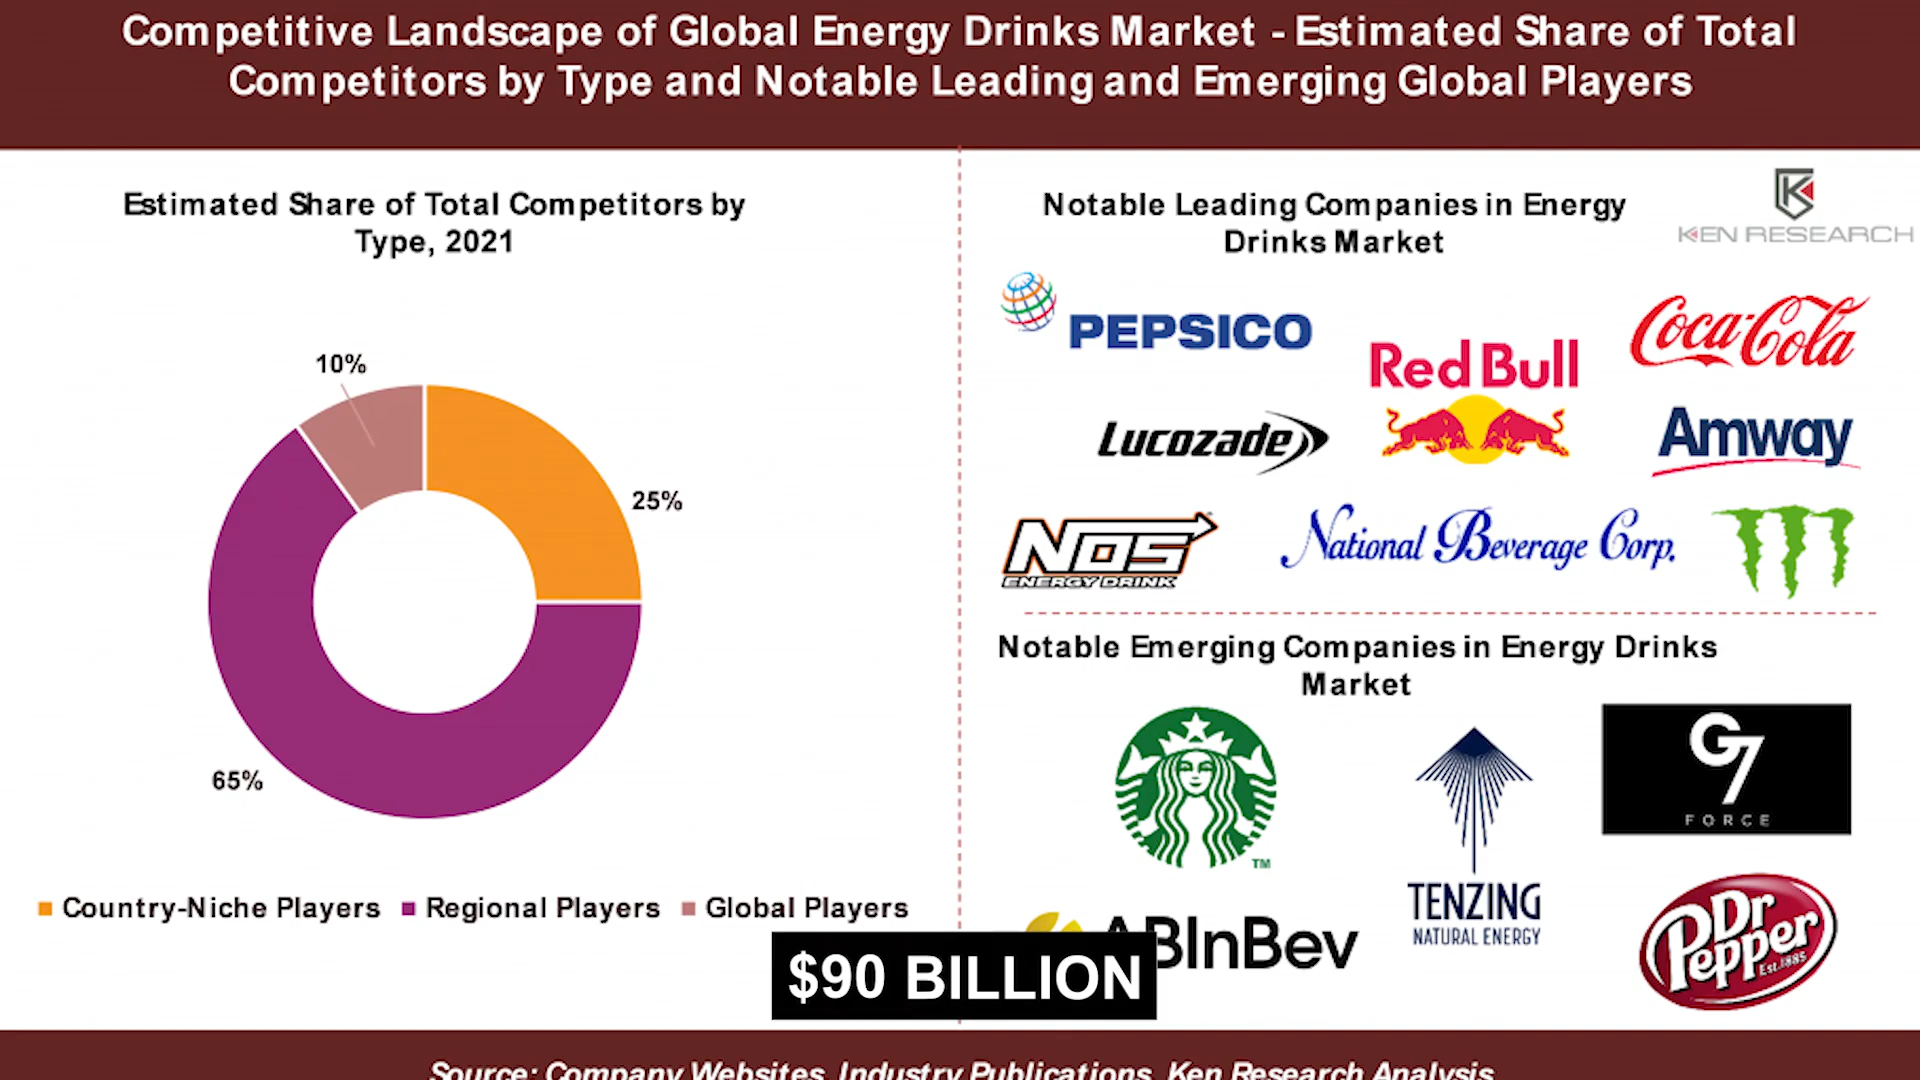 Competitive Landscape of Global Energy Drinks Market - Estimated Share of Total
Competitors by Type and Notable Leading and Emerging Global Players
Estimated Share of Total Competitors by
Type, 2021
10%
25%
65%
Country-Niche Players
Regional Players
Global Players
Notable Leading Companies in Energy
Drinks Market
KEN RESEARCH
PEPSICO
Red Bull
Coca-Cola
Lucozade
Amway
NOS
ENERGY DRINK
National Beverage Corp.
Notable Emerging Companies in Energy Drinks
Market
TM
G7
FORCE
TENZING
NATURAL ENERGY
ABInBev
Dr
Pepper
Est.1885
$90 BILLION
Source: Company Websites, Industry Publications, Ken Research Analysis